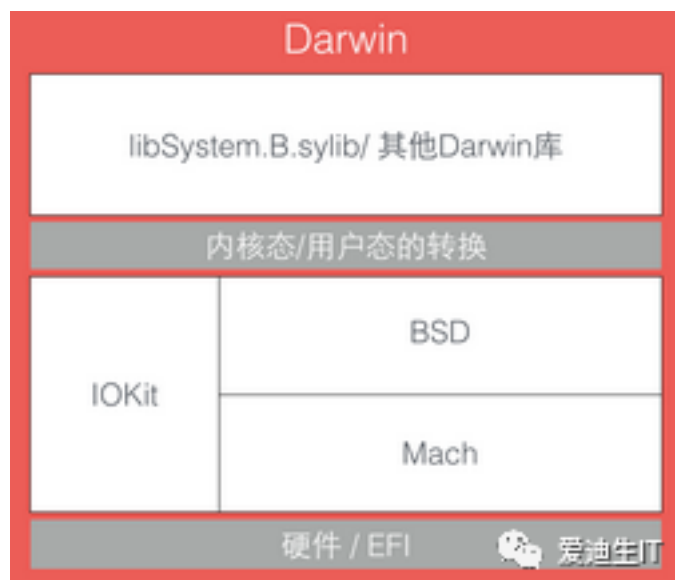 Darwin
libSystem.B.sylib/ 其他Darwin库
内核态/用户态的转换
IOKit
BSD
Mach
硬件 / EFI
爱迪生IT